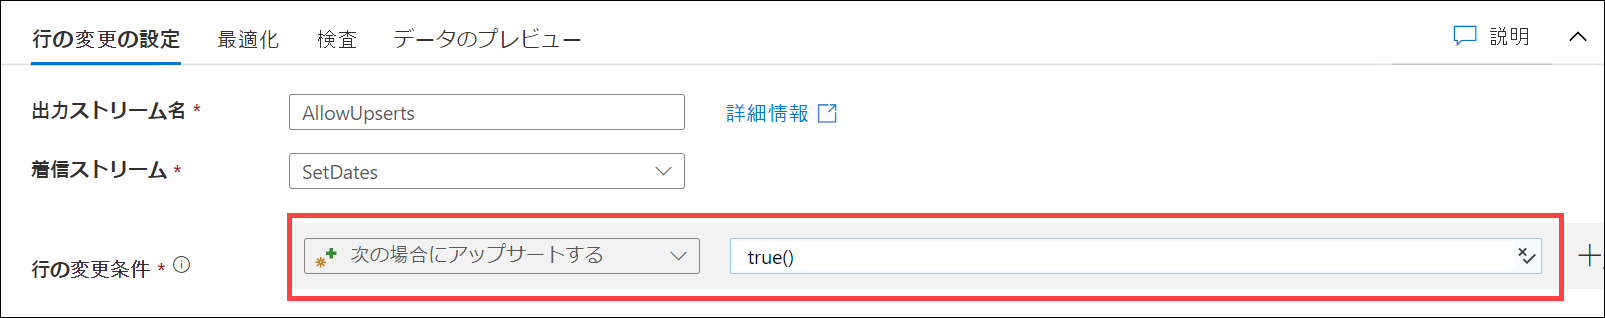 行の変更の設定 最適化 検査 データのプレビュー 説明
出力ストリーム名 * AllowUpserts 詳細情報
着信ストリーム * SetDates
行の変更条件 * 次の場合にアップサートする true()